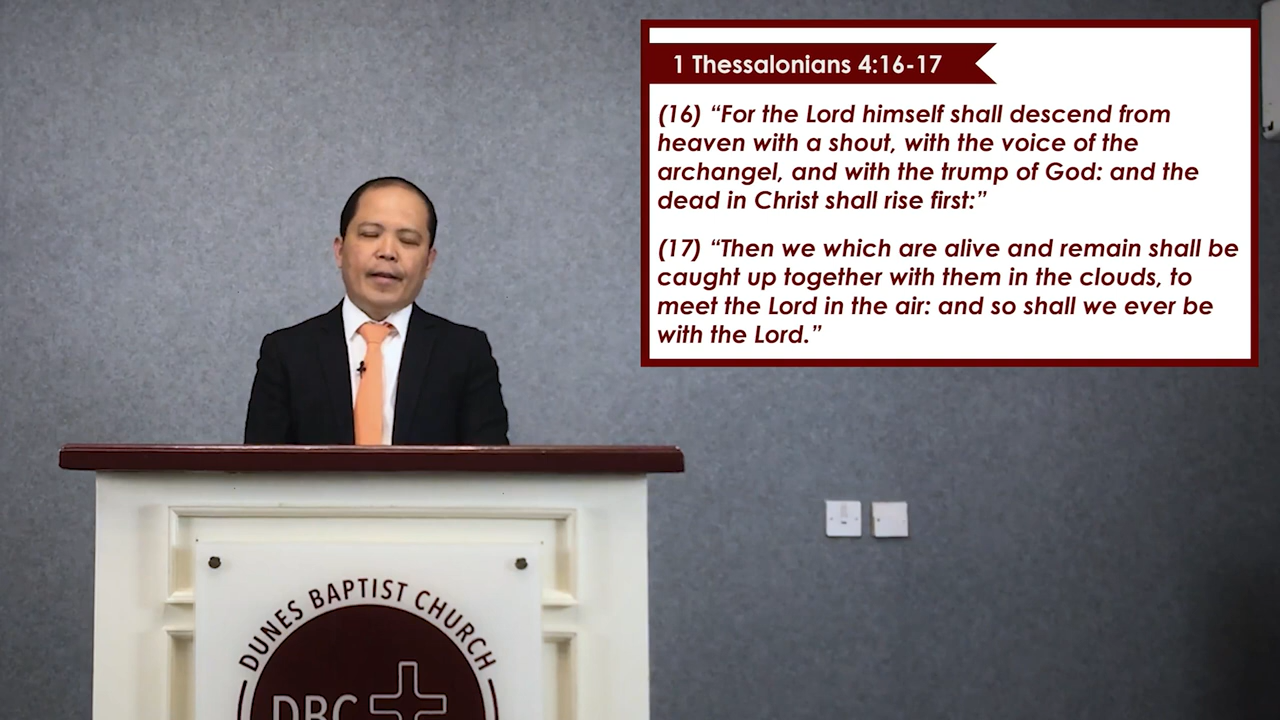 1 Thessalonians 4:16-17
(16) “For the Lord himself shall descend from
heaven with a shout, with the voice of the
archangel, and with the trump of God: and the
dead in Christ shall rise first:”
(17) “Then we which are alive and remain shall be
caught up together with them in the clouds, to
meet the Lord in the air: and so shall we ever be
with the Lord.”
DUNES BAPTIST CHURCH
DBC